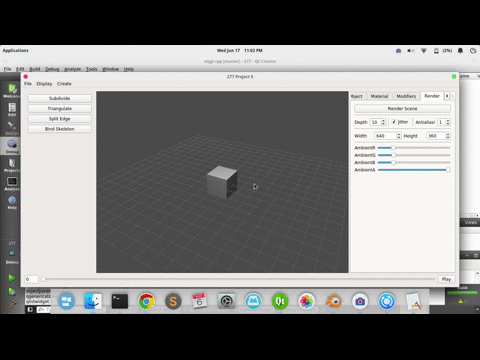 Applications
Wed Jun 17 11:03 PM
(2%)
mygl.cpp [master] - 277 - Qt Creator
File Edit Build Debug Analyze Tools Window Help
277 Project 5
File Display Create
Subdivide
Triangulate
Split Edge
Bind Skeleton
Object Material Modifiers Render
Render Scene
Depth 10 Jitter Antialias 1
Width 640 Height 360
AmbientR
AmbientG
AmbientB
AmbientA
Welcome
Edit
Debug
Projects
Analyze
Help
Views
277
Debug
0
Play
6
Qt